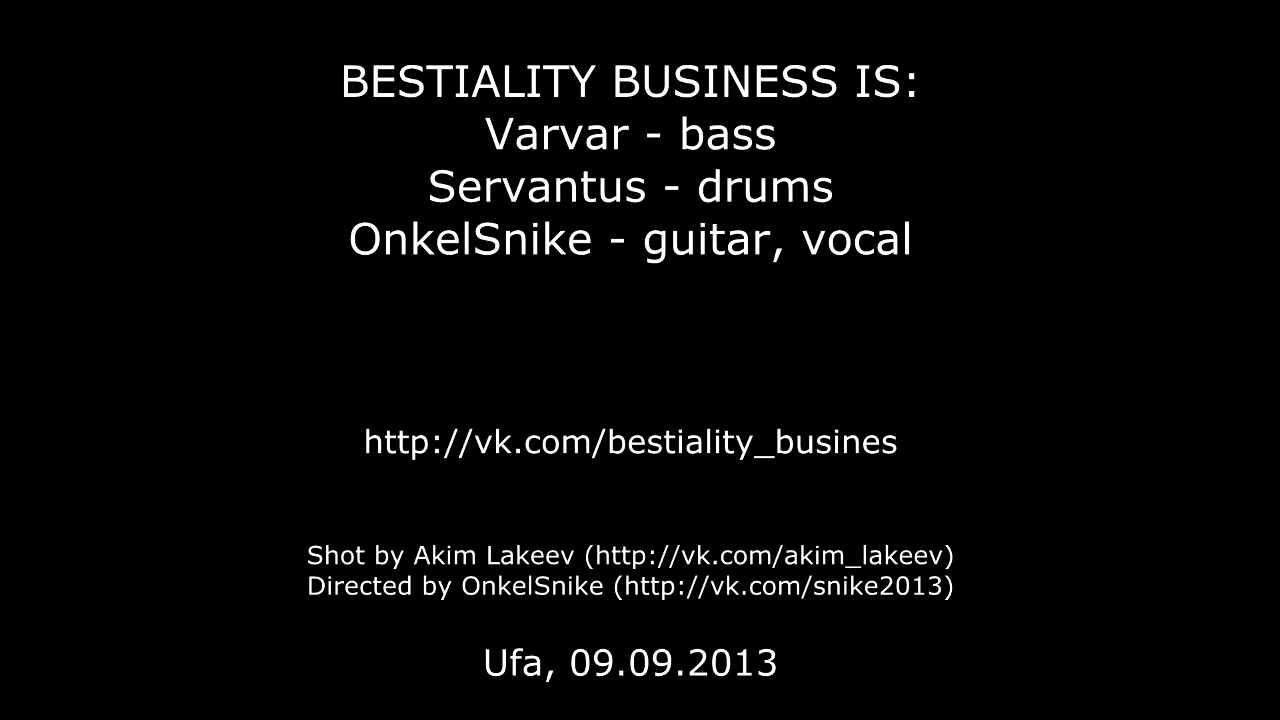 BESTIALITY BUSINESS IS:
Varvar - bass
Servantus - drums
OnkelSnike - guitar, vocal
http://vk.com/bestiality_busines
Shot by Akim Lakeev (http://vk.com/akim_lakeev)
Directed by OnkelSnike (http://vk.com/snike2013)
Ufa, 09.09.2013